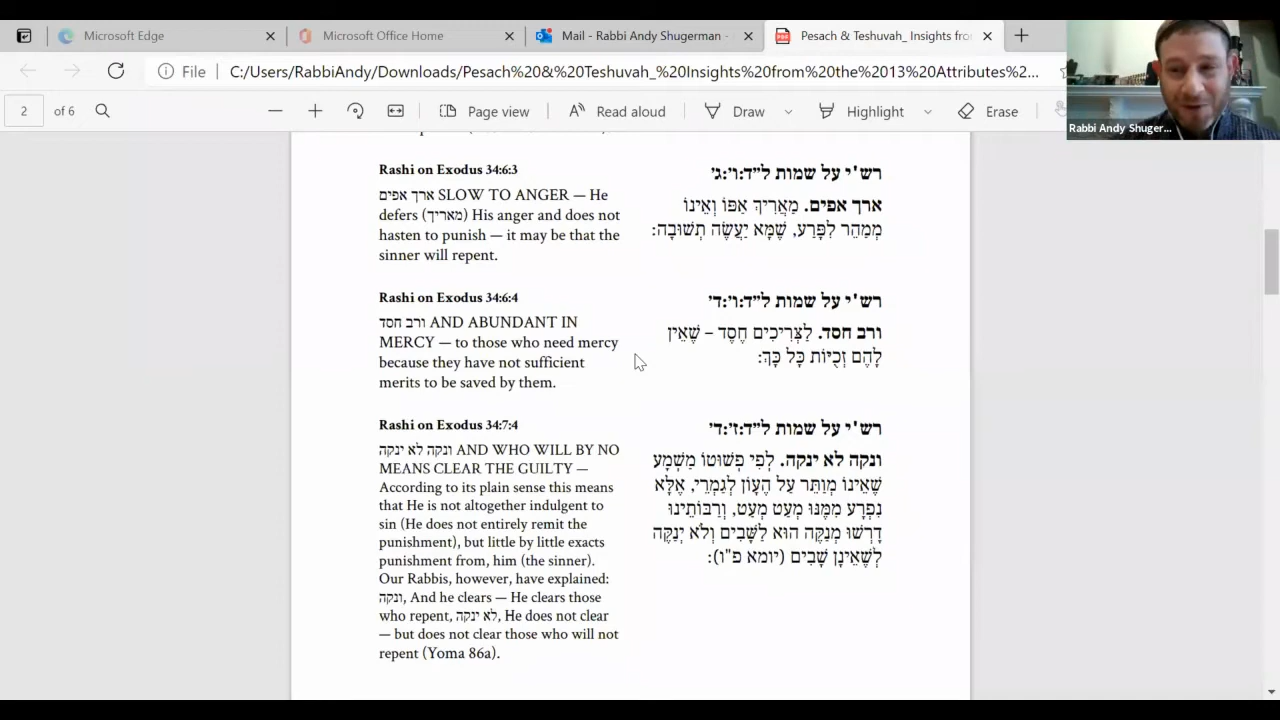 Microsoft Edge
Microsoft Office Home
Mail - Rabbi Andy Shugerman -
Pesach & Teshuvah_ Insights fro
File
C:/Users/RabbiAndy/Downloads/Pesach%20&%20Teshuvah_%20Insights%20from%20the%2013%20Attributes%2...
2
of 6
Page view
Read aloud
Draw
Highlight
Erase
Rabbi Andy Shuger...
Rashi on Exodus 34:6:3
ארך אפים SLOW TO ANGER — He
defers (מאריך) His anger and does not
hasten to punish — it may be that the
sinner will repent.
רש"י על שמות ל״ד:ו׳:ג׳
ארך אפים. מַאֲרִיךְ אַפּוֹ וְאֵינוֹ
מְמַהֵר לִפָּרַע, שֶׁמָּא יַעֲשֶׂה תְשׁוּבָה:
Rashi on Exodus 34:6:4
ורב חסד AND ABUNDANT IN
MERCY — to those who need mercy
because they have not sufficient
merits to be saved by them.
רש"י על שמות ל״ד:ו׳:ד׳
ורב חסד. לַצְּרִיכִים חֶסֶד – שֶׁאֵין
לָהֶם זְכֻיּוֹת כָּל כָּךְ:
Rashi on Exodus 34:7:4
ונקה לא ינקה AND WHO WILL BY NO
MEANS CLEAR THE GUILTY —
According to its plain sense this means
that He is not altogether indulgent to
sin (He does not entirely remit the
punishment), but little by little exacts
punishment from, him (the sinner).
Our Rabbis, however, have explained:
ונקה, And he clears — He clears those
who repent, לא ינקה, He does not clear
— but does not clear those who will not
repent (Yoma 86a).
רש"י על שמות ל״ד:ז׳:ד׳
ונקה לא ינקה. לְפִי פְשׁוּטוֹ מַשְׁמָע
שֶׁאֵינוֹ מְוַתֵּר עַל הֶעָוֹן לְגַמְרֵי, אֶלָּא
נִפְרָע מִמֶּנּוּ מְעַט מְעַט, וְרַבּוֹתֵינוּ
דָרְשׁוּ מְנַקֶּה הוּא לַשָּׁבִים וְלֹא יְנַקֶּה
לְשֶׁאֵינָן שָׁבִים (יומא פ"ו):